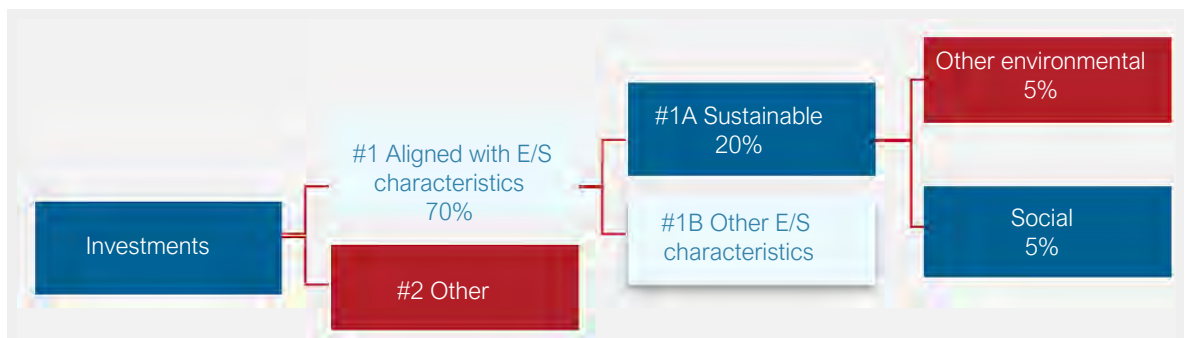 Investments
#1 Aligned with E/S
characteristics
70%
#2 Other
#1A Sustainable
20%
#1B Other E/S
characteristics
Other environmental
5%
Social
5%